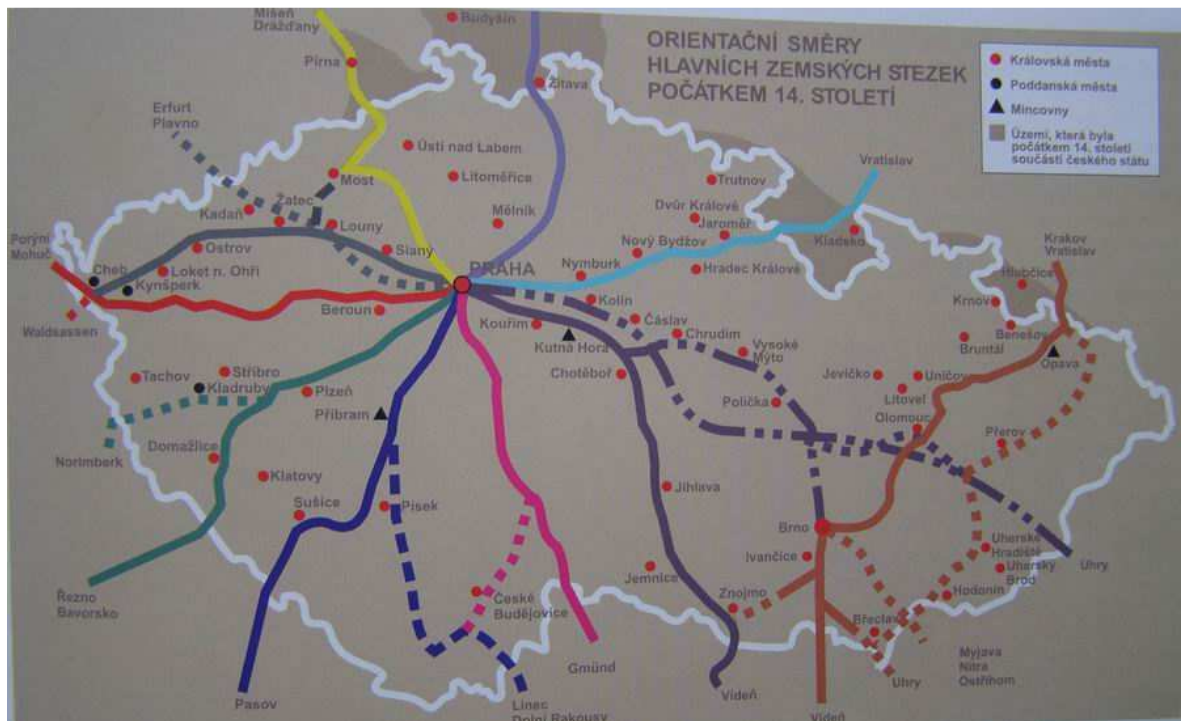 Míšeň
Drážďany
Budyšín
ORIENTAČNÍ SMĚRY
HLAVNÍCH ZEMSKÝCH STEZEK
POČÁTKEM 14. STOLETÍ
Královská města
Poddanská města
Mincovny
Území, která byla
počátkem 14. století
součástí českého státu
Pirna
Žitava
Erfurt
Plavno
Ústí nad Labem
Most
Litoměřice
Trutnov
Vratislav
Žatec
Kadaň
Louny
Mělník
Dvůr Králové
Jaroměř
Kladsko
Porýní
Mohuč
Ostrov
Slaný
Nový Bydžov
Krakov
Vratislav
Cheb
Loket n. Ohří
Kynšperk
PRAHA
Nymburk
Hradec Králové
Hlubčice
Beroun
Kolín
Krnov
Waldsassen
Kouřim
Čáslav
Chrudim
Benešov
Kutná Hora
Vysoké
Mýto
Bruntál
Opava
Tachov
Stříbro
Kladruby
Plzeň
Chotěboř
Jevíčko
Uničov
Litovel
Příbram
Polička
Olomouc
Norimberk
Domažlice
Přerov
Klatovy
Sušice
Písek
Jihlava
Brno
Uherské
Hradiště
Řezno
Bavorsko
Ivančice
Uherský
Brod
Úhry
Jemnice
České
Budějovice
Znojmo
Hodonín
Břeclav
Gmünd
Myjava
Nitra
Ostřihom
Pasov
Linec
Dolní Rakousy
Vídeň
Uhry
Vídeň